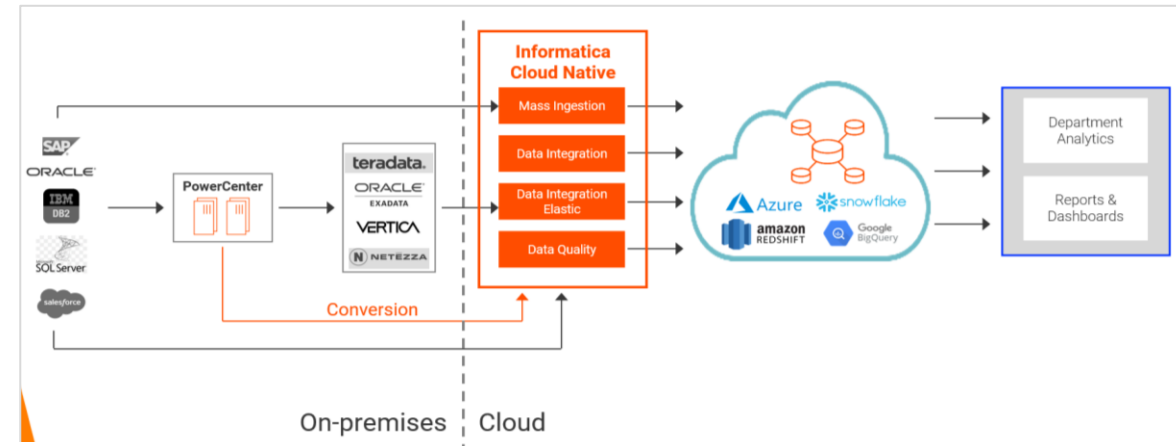 Informatica
Cloud Native
Mass Ingestion
Data Integration
Data Integration
Elastic
Data Quality
SAP
ORACLE
IBM
DB2
SQL Server
salesforce
PowerCenter
teradata.
ORACLE
EXADATA
VERTICA
N NETEZZA
Conversion
Azure
snowflake
amazon
REDSHIFT
Google
BigQuery
Department
Analytics
Reports &
Dashboards
On-premises
Cloud